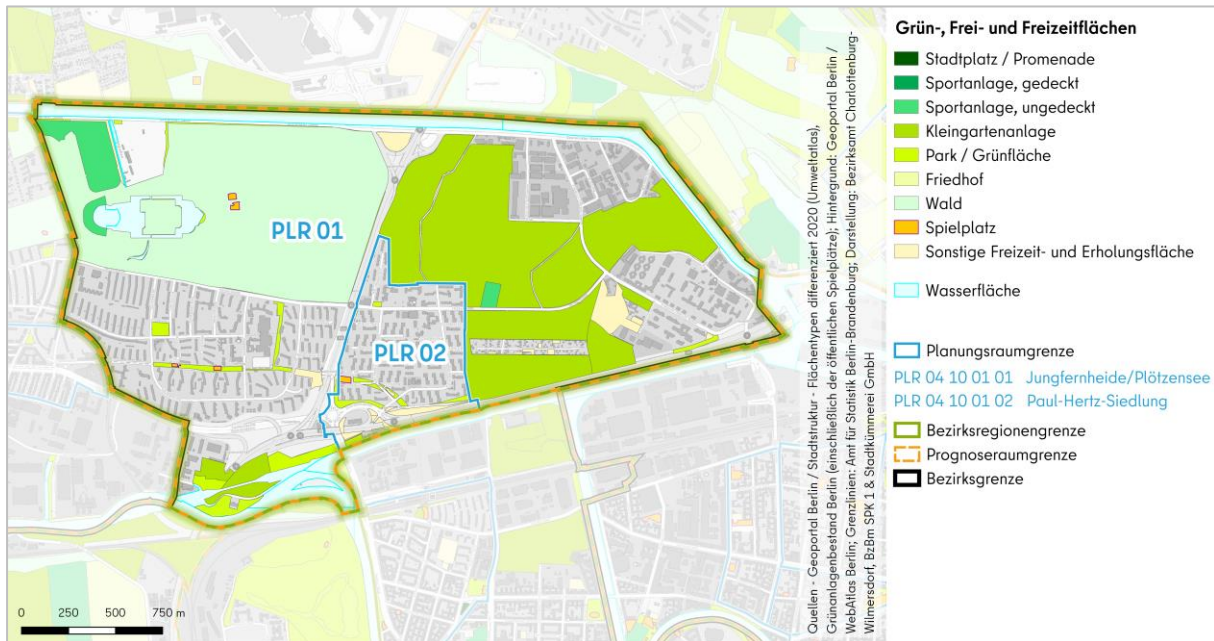 PLR 01
PLR 02
0 250 500 750 m
Quellen - Geoportal Berlin / Stadtstruktur - Flächentypen differenziert 2020 (Umweltatlas),
Grünanlagenbestand Berlin (einschließlich der öffentlichen Spielplätze); Hintergrund: Geoportal Berlin /
WebAtlas Berlin; Grenzlinien: Amt für Statistik Berlin-Brandenburg; Darstellung: Bezirksamt Charlottenburg-
Wilmersdorf, BzBm SPK 1 & Stadtkümmerei GmbH
Grün-, Frei- und Freizeitflächen
Stadtplatz / Promenade
Sportanlage, gedeckt
Sportanlage, ungedeckt
Kleingartenanlage
Park / Grünfläche
Friedhof
Wald
Spielplatz
Sonstige Freizeit- und Erholungsfläche
Wasserfläche
Planungsraumgrenze
PLR 04 10 01 01 Jungfernheide/Plötzensee
PLR 04 10 01 02 Paul-Hertz-Siedlung
Bezirksregionengrenze
Prognoseraumgrenze
Bezirksgrenze